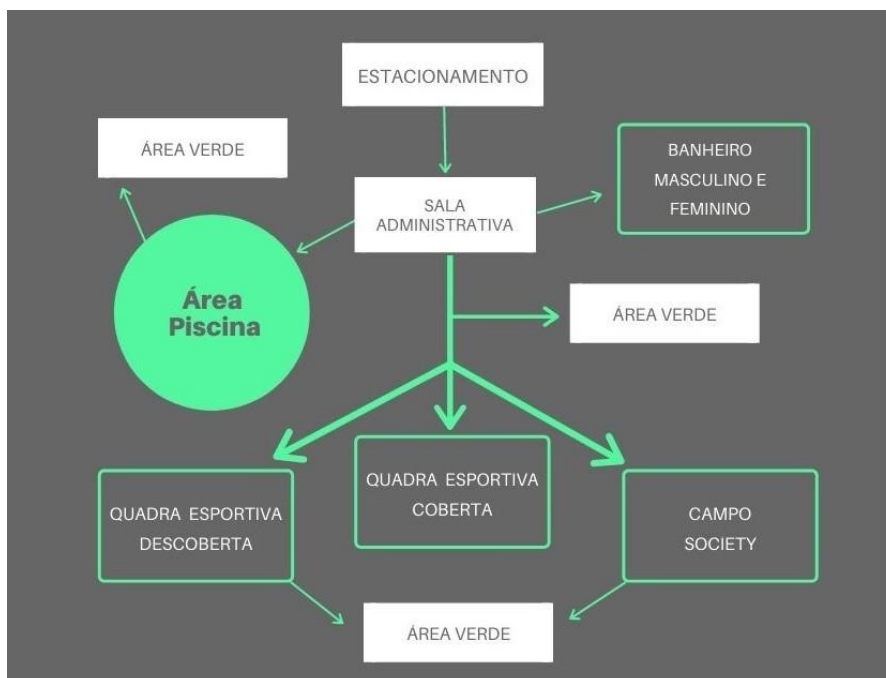 ESTACIONAMENTO
ÁREA VERDE
BANHEIRO
MASCULINO E
FEMININO
SALA
ADMINISTRATIVA
Área
Piscina
ÁREA VERDE
QUADRA ESPORTIVA
DESCOBERTA
QUADRA ESPORTIVA
COBERTA
CAMPO
SOCIETY
ÁREA VERDE